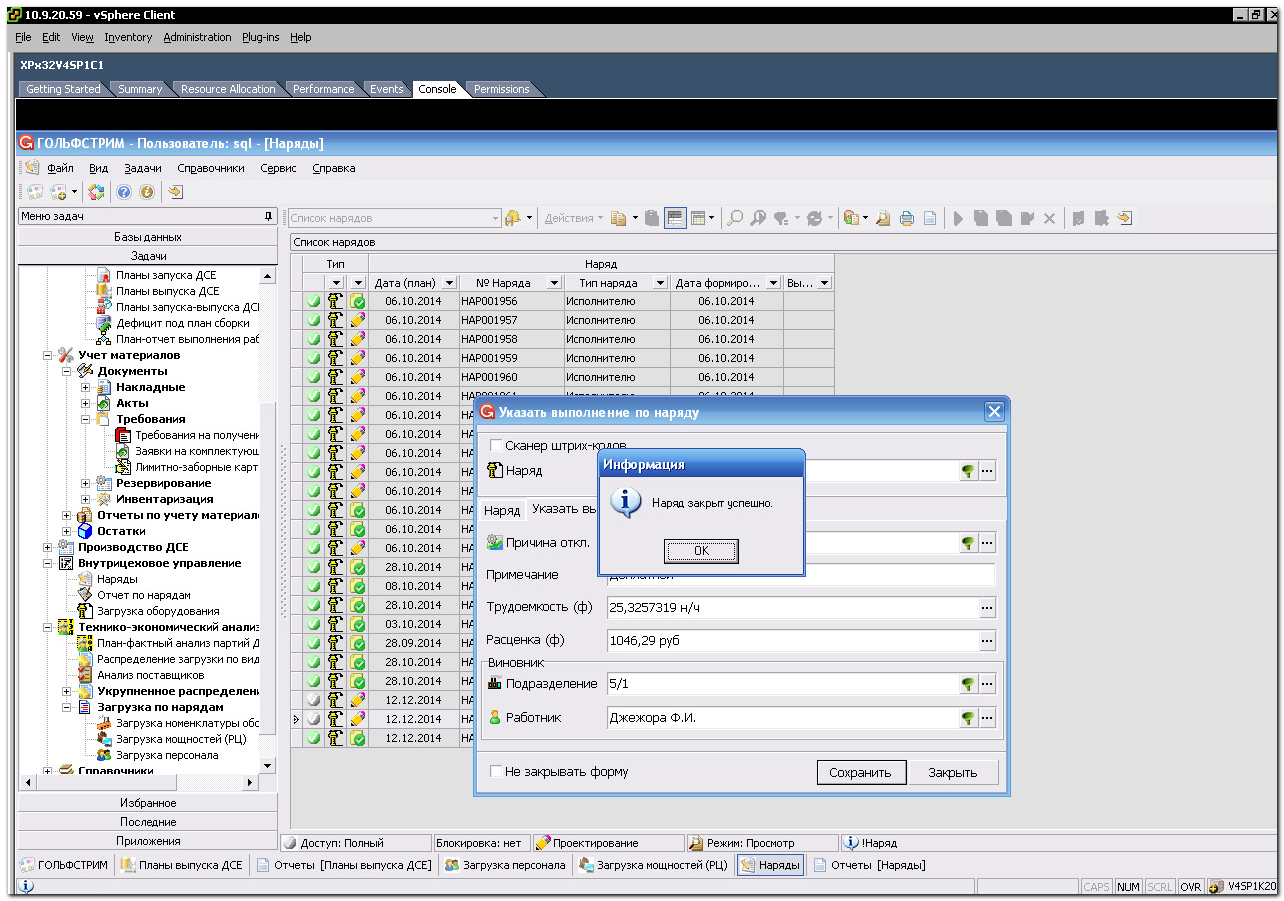 10.9.20.59 - vSphere Client
File Edit View Inventory Administration Plug-ins Help
XPx32V4SP1C1
Getting Started Summary Resource Allocation Performance Events Console Permissions
ГОЛЬФСТРИМ - Пользователь: sql - [Наряды]
Файл Вид Задачи Справочники Сервис Справка
Меню задач
Базы данных
Задачи
Планы запуска ДСЕ
Планы выпуска ДСЕ
Планы запуска-выпуска ДСЕ
Дефицит под план сборки
План-отчет выполнения раб
Учет материалов
Документы
Накладные
Акты
Требования
Требования на получени
Заявки на комплектующ
Лимитно-заборные карт
Резервирование
Инвентаризация
Отчеты по учету материал
Остатки
Производство ДСЕ
Внутрицеховое управление
Наряды
Отчет по нарядам
Загрузка оборудования
Технико-экономический анализ
План-фактный анализ партий Д
Распределение загрузки по вид
Анализ поставщиков
Укрупненное распределени
Загрузка по нарядам
Загрузка номенклатуры обо
Загрузка мощностей (РЦ)
Загрузка персонала
Справочники
Избранное
Последние
Приложения
Список нарядов Действия
Список нарядов
Тип Наряд
Дата (план) № Наряда Тип наряда Дата формиро... Вы...
06.10.2014 НАР001956 Исполнителю 06.10.2014
06.10.2014 НАР001957 Исполнителю 06.10.2014
06.10.2014 НАР001958 Исполнителю 06.10.2014
06.10.2014 НАР001959 Исполнителю 06.10.2014
06.10.2014 НАР001960 Исполнителю 06.10.2014
06.10.2014 НАР001961 Исполнителю 06.10.2014
06.10.2014 НА
06.10.2014 НА
06.10.2014 НА
06.10.2014 НА
06.10.2014 НА
06.10.2014 НА
06.10.2014 НА
06.10.2014 НА
28.10.2014 НА
08.10.2014 НА
28.10.2014 НА
03.10.2014 НА
28.09.2014 НА
28.10.2014 НА
28.10.2014 НА
12.12.2014 НА
12.12.2014 НА
12.12.2014 НА
Указать выполнение по наряду
Сканер штрих-кодов
Наряд
Наряд Указать вы
Причина откл.
Примечание
Трудоемкость (ф) 25,3257319 н/ч
Расценка (ф) 1046,29 руб
Виновник
Подразделение 5/1
Работник Джежора Ф.И.
Не закрывать форму Сохранить Закрыть
Информация
Наряд закрыт успешно.
OK
Доступ: Полный Блокировка: нет Проектирование Режим: Просмотр !Наряд
ГОЛЬФСТРИМ Планы выпуска ДСЕ Отчеты [Планы выпуска ДСЕ] Загрузка персонала Загрузка мощностей (РЦ) Наряды Отчеты [Наряды]
CAPS NUM SCRL OVR V4SP1K20